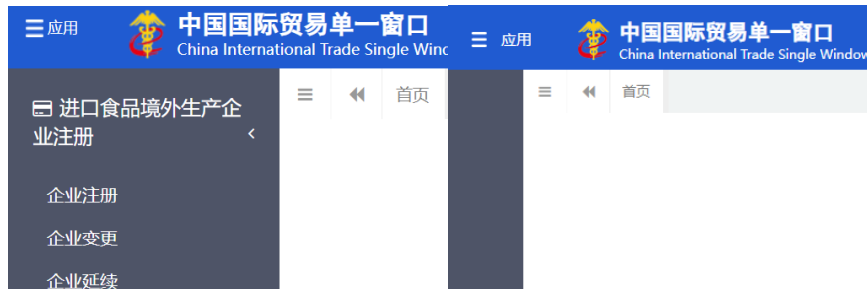 应用
中国国际贸易单一窗口
China International Trade Single Winc
进口食品境外生产企
业注册
首页
企业注册
企业变更
企业延续
应用
中国国际贸易单一窗口
China International Trade Single Window
首页